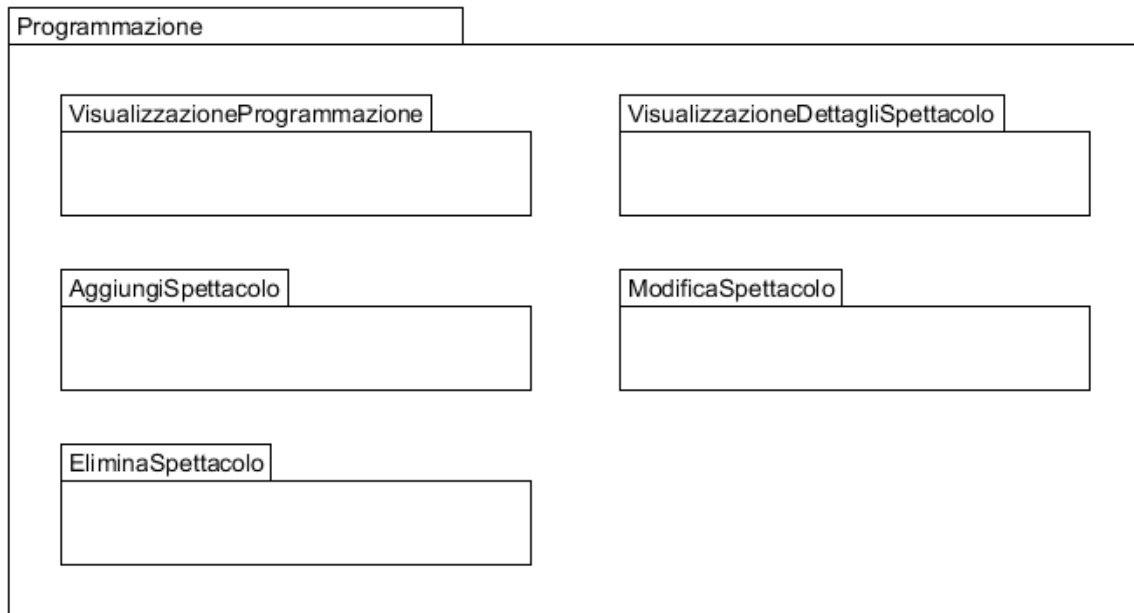 Programmazione
VisualizzazioneProgrammazione
VisualizzazioneDettagliSpettacolo
AggiungiSpettacolo
ModificaSpettacolo
EliminaSpettacolo